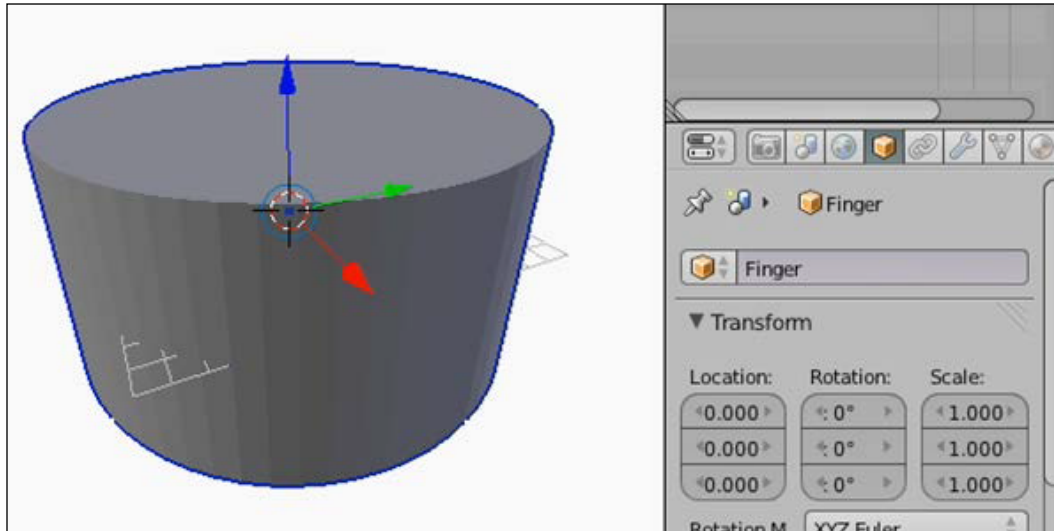 Finger
Finger
Transform
Location: Rotation: Scale:
0.000 : 0° 1.000
0.000 : 0° 1.000
0.000 : 0° 1.000
Rotation M XYZ Euler